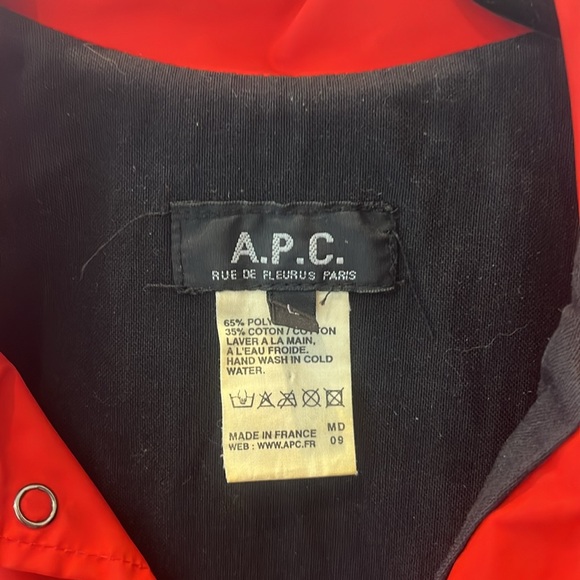 A.P.C.
RUE DE FLEURUS PARIS
65% POLY
35% COTON / COTTON
LAVER A LA MAIN,
A L'EAU FROIDE.
HAND WASH IN COLD
WATER.
MADE IN FRANCE MD
WEB : WWW.APC.FR 09